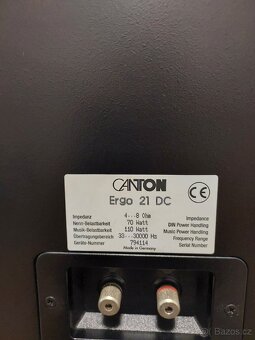 CANTON
Ergo 21 DC
CE
Impedanz 4...8 Ohm Impedance
Nenn-Belastbarkeit 70 Watt DIN Power Handling
Musik-Belastbarkeit 110 Watt Music Power Handling
Übertragungsbereich 30...30000 Hz Frequency Range
Geräte-Nummer 794114 Serial Number
Made in Germany
Bazos.cz